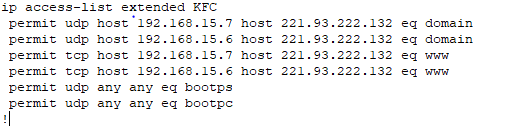 ip access-list extended KFC
permit udp host 192.168.15.7 host 221.93.222.132 eq domain
permit udp host 192.168.15.6 host 221.93.222.132 eq domain
permit tcp host 192.168.15.7 host 221.93.222.132 eq www
permit tcp host 192.168.15.6 host 221.93.222.132 eq www
permit udp any any eq bootps
permit udp any any eq bootpc
!